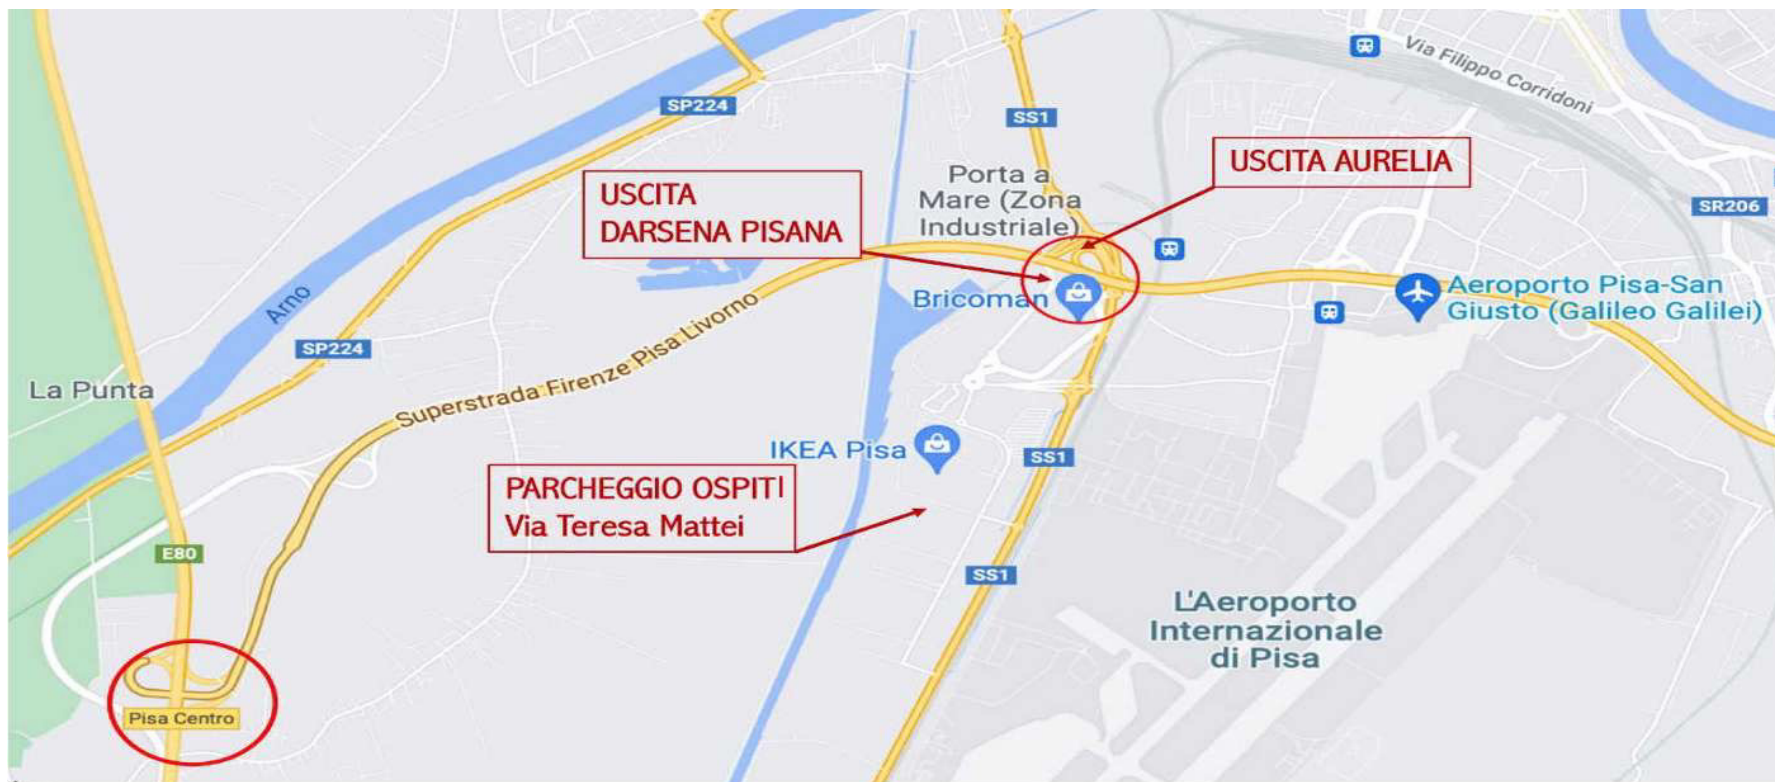 Via Filippo Corridoni
SP224
SS1
USCITA AURELIA
USCITA
DARSENA PISANA
Porta a
Mare (Zona
Industriale)
SR206
Bricoman
Aeroporto Pisa-San
Giusto (Galileo Galilei)
Arno
SP224
Superstrada Firenze Pisa Livorno
La Punta
IKEA Pisa
SS1
PARCHEGGIO OSPITI
Via Teresa Mattei
E80
SS1
L'Aeroporto
Internazionale
di Pisa
Pisa Centro